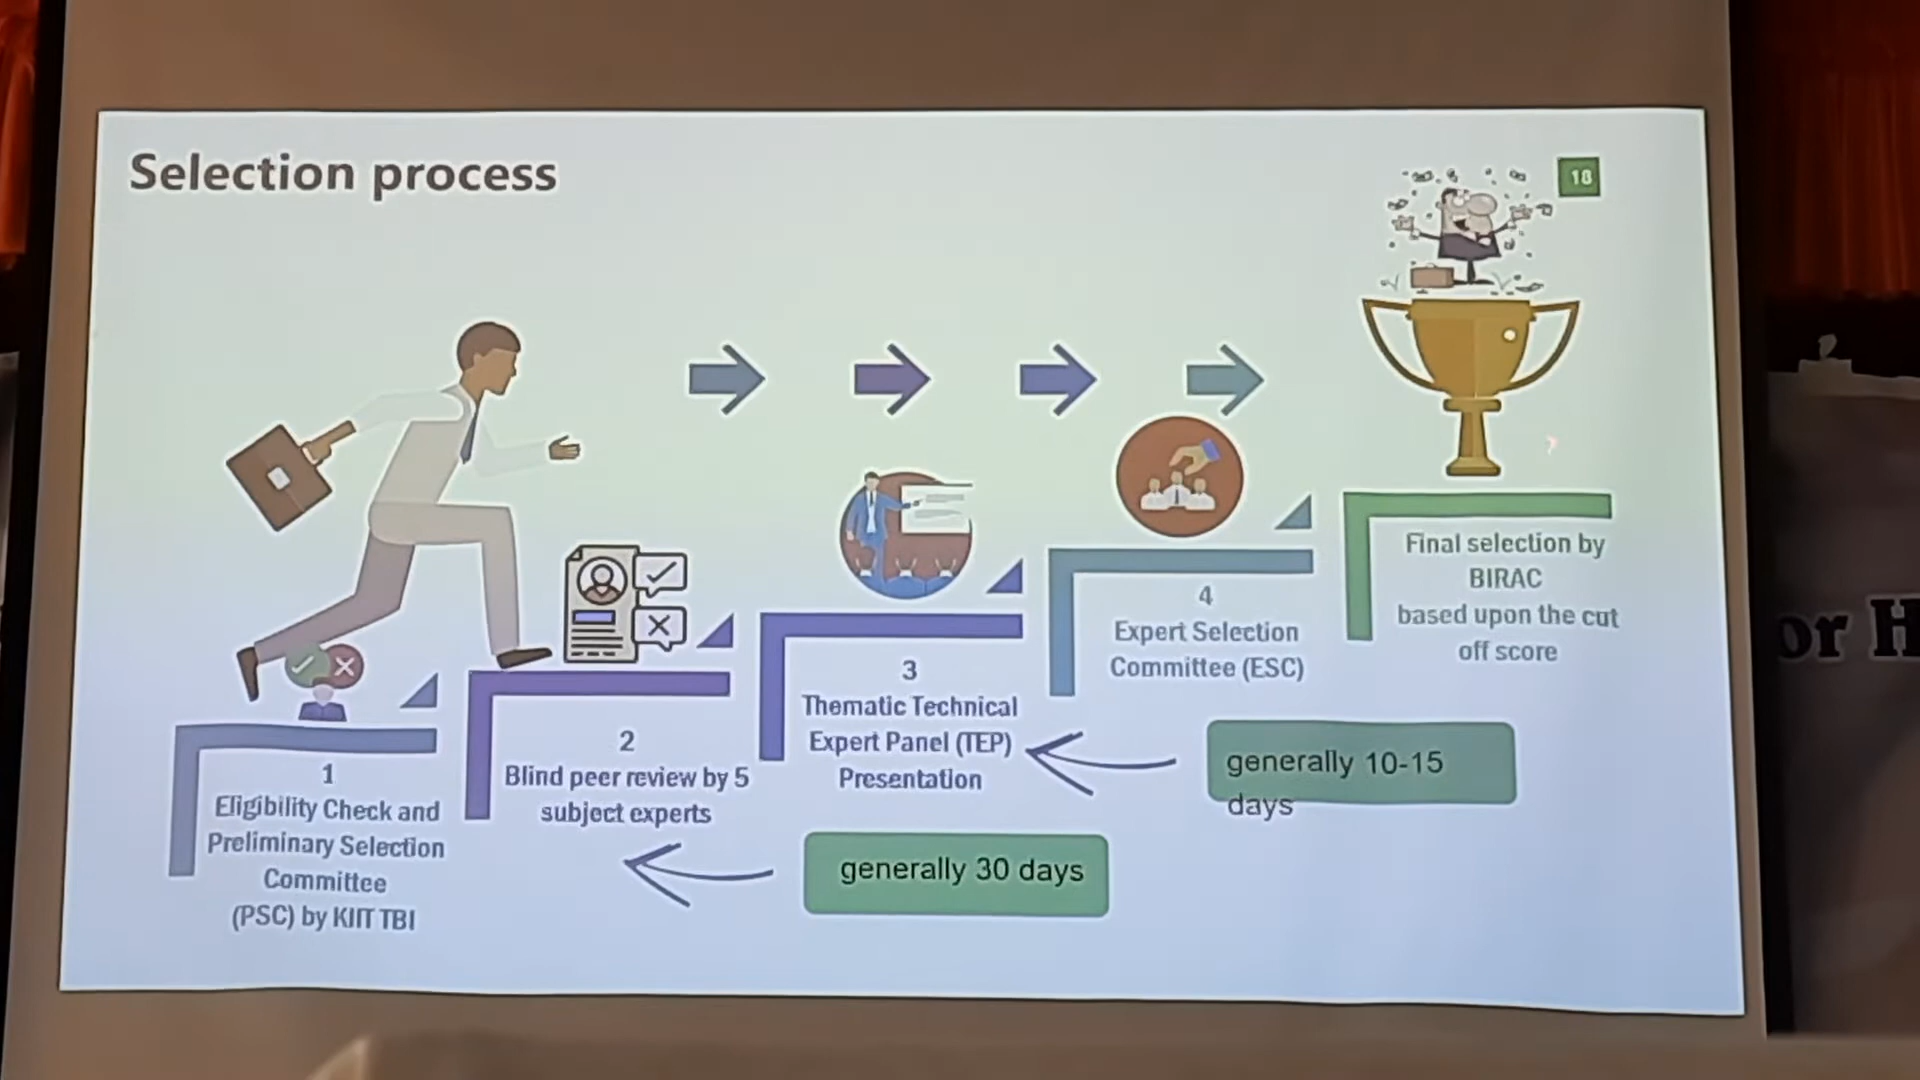 Selection process
18
1
Eligibility Check and
Preliminary Selection
Committee
(PSC) by KIIT TBI
2
Blind peer review by 5
subject experts
generally 30 days
3
Thematic Technical
Expert Panel (TEP)
Presentation
generally 10-15
days
4
Expert Selection
Committee (ESC)
Final selection by
BIRAC
based upon the cut
off score
or H